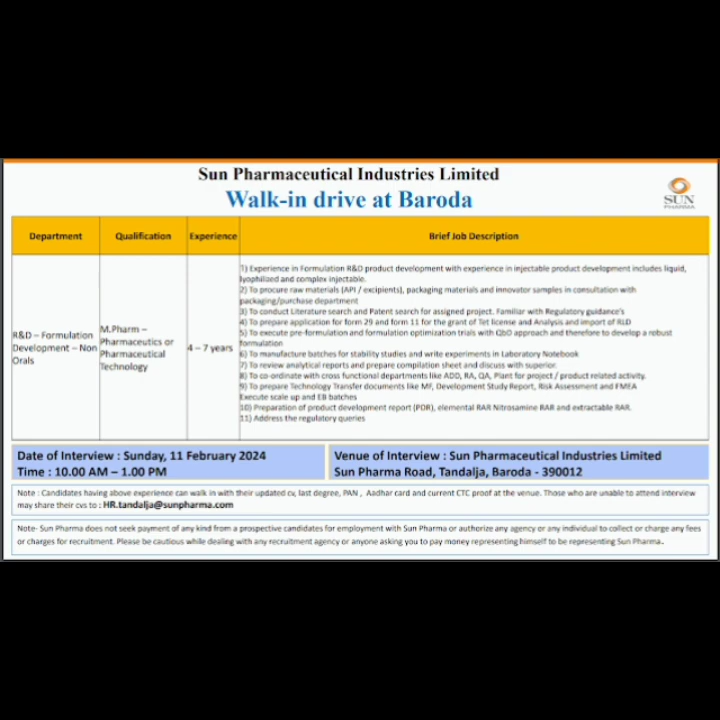 Sun Pharmaceutical Industries Limited
Walk-in drive at Baroda
SUN
PHARMA
Department
Qualification
Experience
Brief Job Description
R&D – Formulation
Development – Non
Orals
M.Pharm –
Pharmaceutics or
Pharmaceutical
Technology
4 – 7 years
1) Experience in Formulation R&D product development with experience in injectable product development includes liquid,
lyophilized and complex injectable.
2) To procure raw materials (API / excipients), packaging materials and innovator samples in consultation with
packaging/purchase department
3) To conduct Literature search and Patent search for assigned project. Familiar with Regulatory guidance's
4) To prepare application for form 29 and form 11 for the grant of Tet license and Analysis and import of RLD
5) To execute pre-formulation and formulation optimization trials with QbD approach and therefore to develop a robust
formulation
6) To manufacture batches for stability studies and write experiments in Laboratory Notebook
7) To review analytical reports and prepare compilation sheet and discuss with superior.
8) To co-ordinate with cross functional departments like ADD, RA, QA, Plant for project / product related activity.
9) To prepare Technology Transfer documents like MF, Development Study Report, Risk Assessment and FMEA
Execute scale up and EB batches
10) Preparation of product development report (PDR), elemental RAR Nitrosamine RAR and extractable RAR.
11) Address the regulatory queries
Date of Interview : Sunday, 11 February 2024
Time : 10.00 AM – 1.00 PM
Venue of Interview : Sun Pharmaceutical Industries Limited
Sun Pharma Road, Tandalja, Baroda - 390012
Note : Candidates having above experience can walk in with their updated cv, last degree, PAN , Aadhar card and current CTC proof at the venue. Those who are unable to attend interview
may share their cvs to : HR.tandalja@sunpharma.com
Note- Sun Pharma does not seek payment of any kind from a prospective candidates for employment with Sun Pharma or authorize any agency or any individual to collect or charge any fees
or charges for recruitment. Please be cautious while dealing with any recruitment agency or anyone asking you to pay money representing himself to be representing Sun Pharma.